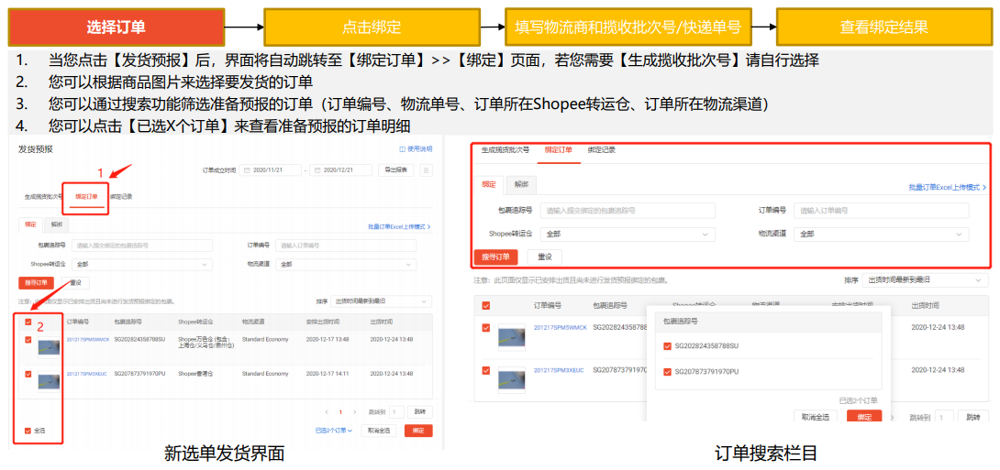 选择订单
点击绑定
填写物流商和揽收批次号/快递单号
查看绑定结果
1. 当您点击【发货预报】后，界面将自动跳转至【绑定订单】>>【绑定】页面，若您需要【生成揽收批次号】请自行选择
2. 您可以根据商品图片来选择要发货的订单
3. 您可以通过搜索功能筛选准备预报的订单（订单编号、物流单号、订单所在Shopee转运仓、订单所在物流渠道）
4. 您可以点击【已选X个订单】来查看准备预报的订单明细
发货预报
使用说明
1
订单成立时间 2020/11/21 - 2020/12/21 导出报表
生成揽货批次号 绑定订单 绑定记录
绑定 解绑
批量订单Excel上传模式 >
包裹追踪号 请输入提交绑定的包裹追踪号 订单编号 请输入订单编号
Shopee转运仓 全部 物流渠道 全部
搜寻订单 重设
注意：此页面仅显示已安排出货且尚未进行发货预报绑定的包裹。
排序 出货时间最新到最旧
2
订单编号 包裹追踪号 Shopee转运仓 物流渠道 安排出货时间 出货时间
201217SPM5WMCK SG202824358788SU Shopee万色仓 (包含: 上海仓/义乌仓/泉州仓) Standard Economy 2020-12-17 13:48 2020-12-24 13:48
201217SPM3XEUC SG207873791970PU Shopee香港仓 Standard Economy 2020-12-17 14:11 2020-12-24 13:48
< 1 > 跳转到 1 跳转
全选 已选2个订单 取消全选 绑定
新选单发货界面
生成揽货批次号 绑定订单 绑定记录
绑定 解绑
批量订单Excel上传模式 >
包裹追踪号 请输入提交绑定的包裹追踪号 订单编号 请输入订单编号
Shopee转运仓 全部 物流渠道 全部
搜寻订单 重设
注意：此页面仅显示已安排出货且尚未进行发货预报绑定的包裹。
排序 出货时间最新到最旧
订单编号 包裹追踪号 Shopee转运仓 物流渠道 安排出货时间 出货时间
201217SPM5WMCK SG202824358788 2020-12-24 13:48
201217SPM3XEUC SG207873791970 2020-12-24 13:48
包裹追踪号
SG202824358788SU
SG207873791970PU
已选2个订单
取消全选 绑定
> 跳转到 1 跳转
订单搜索栏目